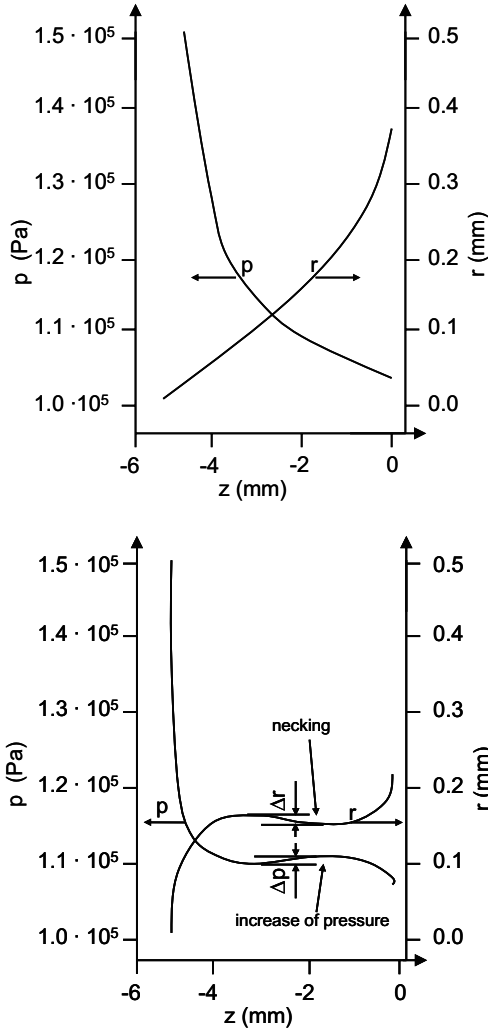 1.5 · 10⁵
0.5
1.4 · 10⁵
0.4
1.3 · 10⁵
0.3
p (Pa)
r (mm)
1.2 · 10⁵
0.2
p
r
1.1 · 10⁵
0.1
1.0 · 10⁵
0.0
-6 -4 -2 0
z (mm)
1.5 · 10⁵
0.5
1.4 · 10⁵
0.4
1.3 · 10⁵
0.3
necking
p (Pa)
r (mm)
1.2 · 10⁵
0.2
Δr
p
r
1.1 · 10⁵
0.1
Δp
increase of pressure
1.0 · 10⁵
0.0
-6 -4 -2 0
z (mm)